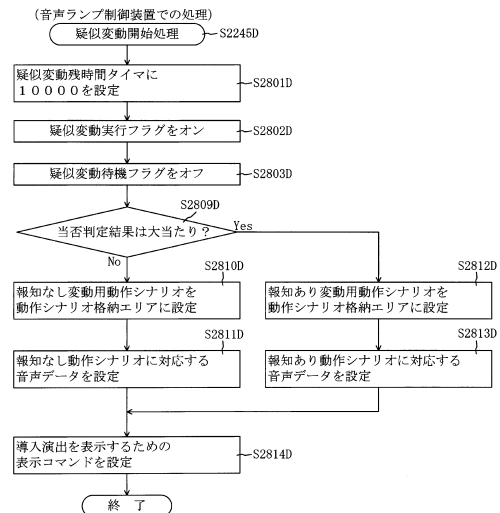 （音声ランプ制御装置での処理）
疑似変動開始処理
S2245D
疑似変動残時間タイマに
１００００を設定
S2801D
疑似変動実行フラグをオン
S2802D
疑似変動待機フラグをオフ
S2803D
S2809D
当否判定結果は大当たり？
Yes
No
S2810D
報知なし変動用動作シナリオを
動作シナリオ格納エリアに設定
S2812D
報知あり変動用動作シナリオを
動作シナリオ格納エリアに設定
S2811D
報知なし動作シナリオに対応する
音声データを設定
S2813D
報知あり動作シナリオに対応する
音声データを設定
導入演出を表示するための
表示コマンドを設定
S2814D
終　了